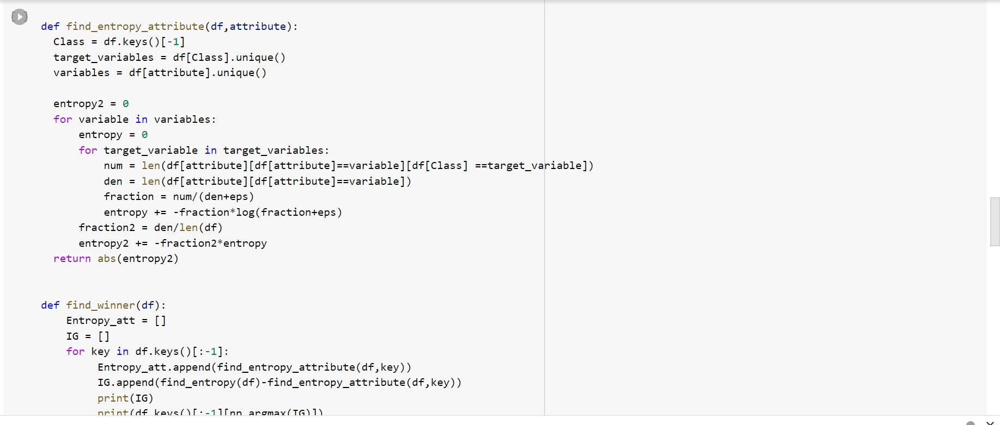 def find_entropy_attribute(df,attribute):
  Class = df.keys()[-1]
  target_variables = df[Class].unique()
  variables = df[attribute].unique()

  entropy2 = 0
  for variable in variables:
      entropy = 0
      for target_variable in target_variables:
          num = len(df[attribute][df[attribute]==variable][df[Class] ==target_variable])
          den = len(df[attribute][df[attribute]==variable])
          fraction = num/(den+eps)
          entropy += -fraction*log(fraction+eps)
      fraction2 = den/len(df)
      entropy2 += -fraction2*entropy
  return abs(entropy2)


def find_winner(df):
    Entropy_att = []
    IG = []
    for key in df.keys()[:-1]:
         Entropy_att.append(find_entropy_attribute(df,key))
         IG.append(find_entropy(df)-find_entropy_attribute(df,key))
         print(IG)
         print(df.keys()[:-1][np.argmax(IG)])